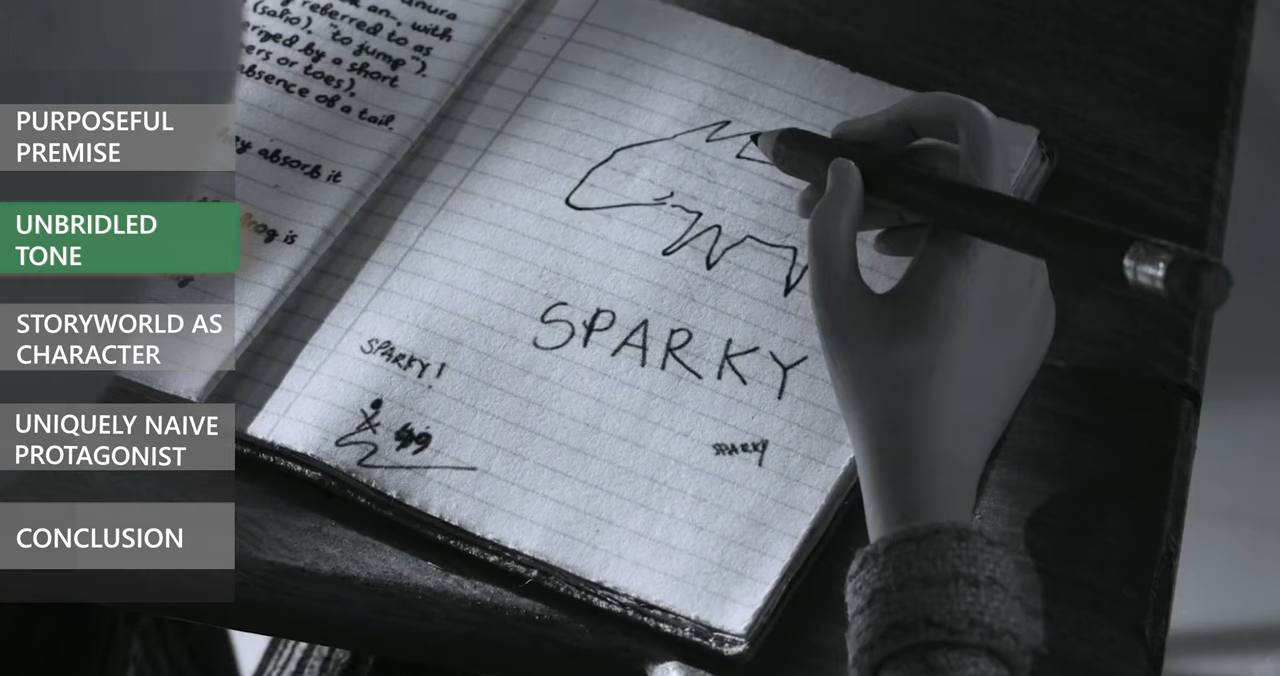 PURPOSEFUL
PREMISE
UNBRIDLED
TONE
STORYWORLD AS
CHARACTER
UNIQUELY NAIVE
PROTAGONIST
CONCLUSION
referred to as
(salio), "to jump").
by a short
ers or toes).
absence of a tail.
absorb it
frog is
SPARKY
SPARKY!
SPARKY